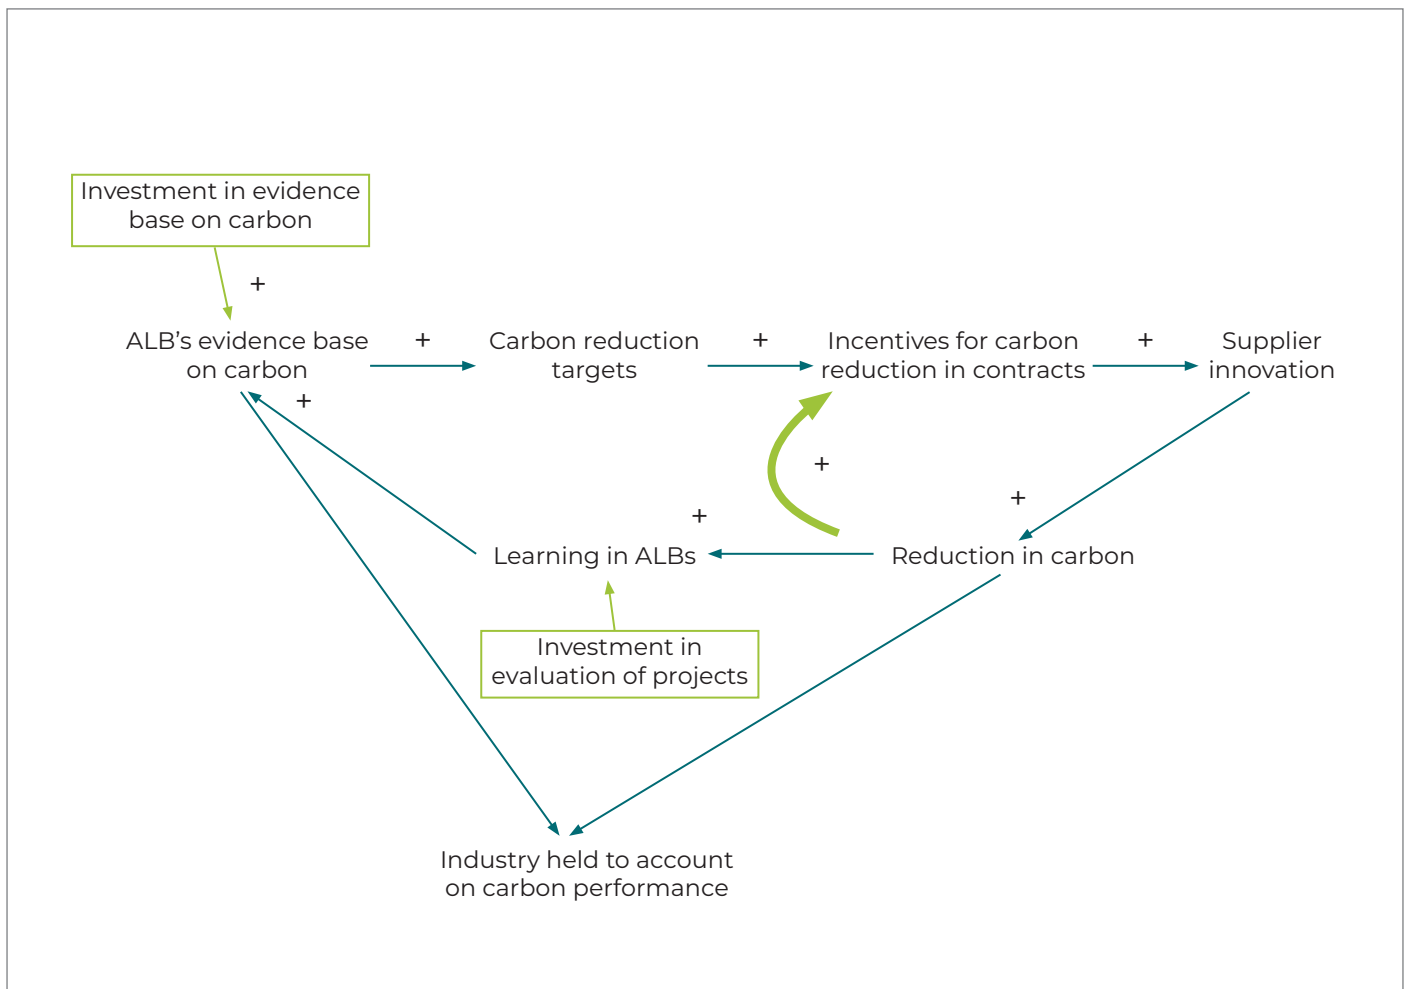 Investment in evidence
base on carbon
+
ALB’s evidence base
on carbon
+
Carbon reduction
targets
+
Incentives for carbon
reduction in contracts
+
Supplier
innovation
+
+
+
+
Learning in ALBs
Reduction in carbon
Investment in
evaluation of projects
Industry held to account
on carbon performance